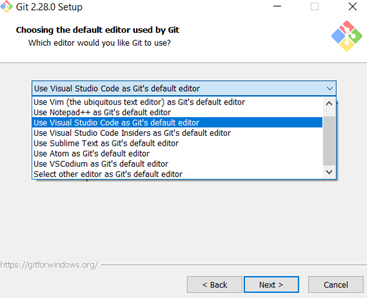 Git 2.28.0 Setup
Choosing the default editor used by Git
Which editor would you like Git to use?
Use Visual Studio Code as Git's default editor
Use Vim (the ubiquitous text editor) as Git's default editor
Use Notepad++ as Git's default editor
Use Visual Studio Code as Git's default editor
Use Visual Studio Code Insiders as Git's default editor
Use Sublime Text as Git's default editor
Use Atom as Git's default editor
Use VSCodium as Git's default editor
Select other editor as Git's default editor
https://gitforwindows.org/
< Back
Next >
Cancel